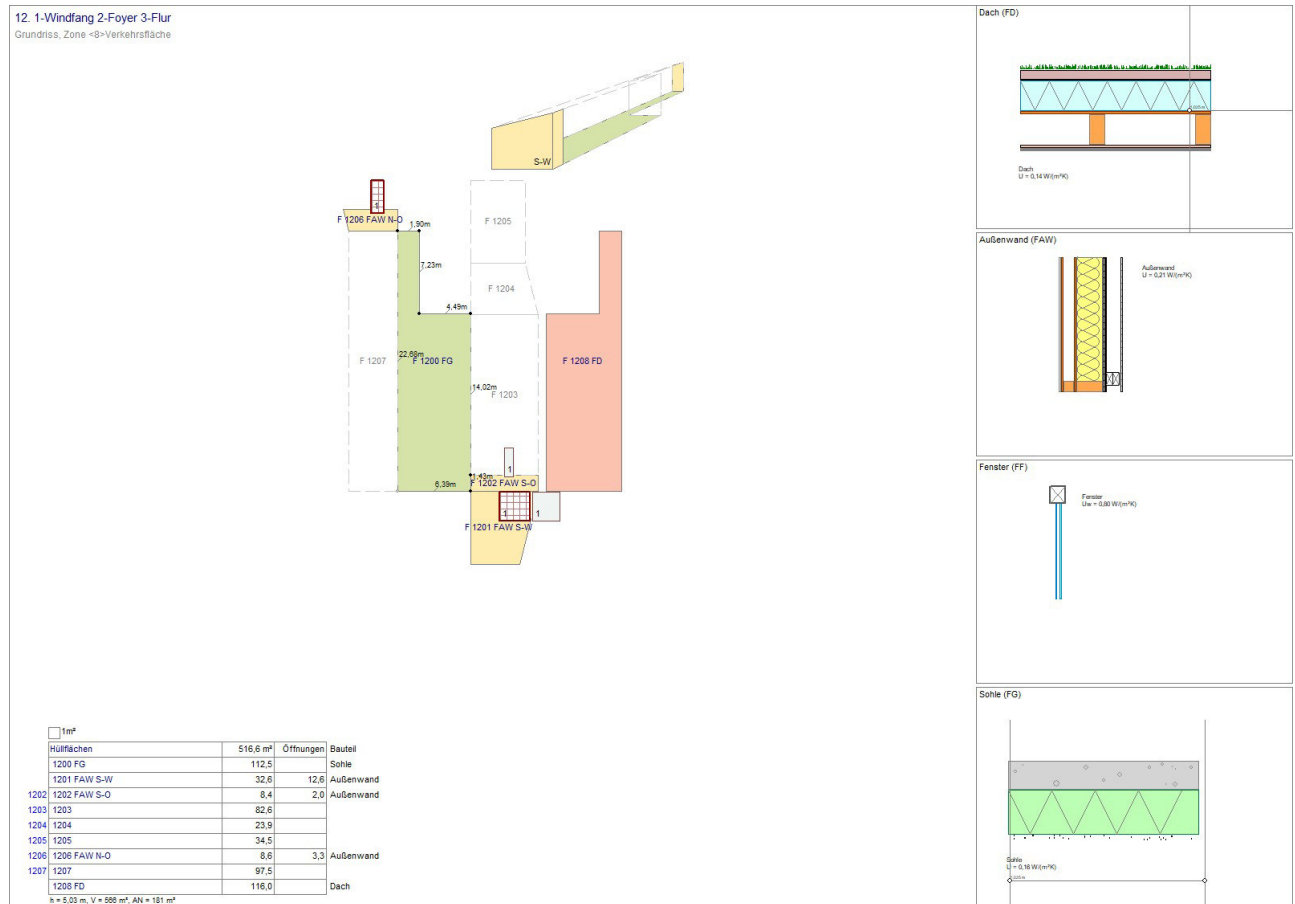 12. 1-Windfang 2-Foyer 3-Flur
Grundriss, Zone <8>Verkehrsfläche
S-W
1
F 1206 FAW N-O
1,90m
F 1205
7,23m
F 1204
4,49m
F 1207
22,68m
F 1200 FG
F 1208 FD
14,02m
F 1203
1
1,43m
6,39m
F 1202 FAW S-O
1
1
F 1201 FAW S-W
1m²
Hüllflächen 516,6 m² Öffnungen Bauteil
1200 FG 112,5 Sohle
1201 FAW S-W 32,6 12,6 Außenwand
1202 1202 FAW S-O 8,4 2,0 Außenwand
1203 1203 82,6
1204 1204 23,9
1205 1205 34,5
1206 1206 FAW N-O 8,6 3,3 Außenwand
1207 1207 97,5
1208 FD 116,0 Dach
h = 5,03 m, V = 566 m³, AN = 181 m²
Dach (FD)
Dach
U = 0,14 W/(m²K)
Außenwand (FAW)
Außenwand
U = 0,21 W/(m²K)
Fenster (FF)
Fenster
Uw = 0,80 W/(m²K)
Sohle (FG)
Sohle
U = 0,16 W/(m²K)